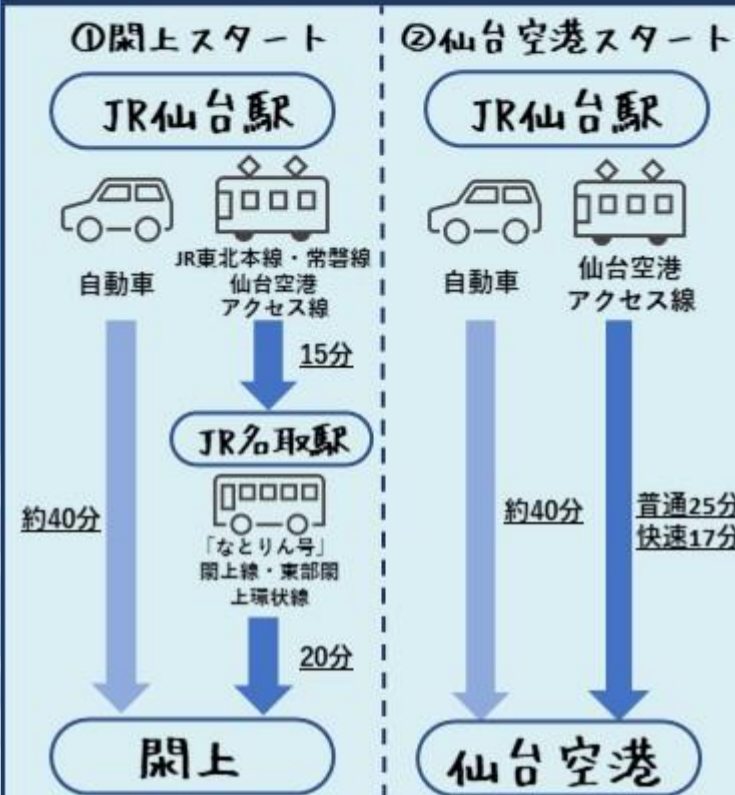 ①閖上スタート
JR仙台駅
自動車
JR東北本線・常磐線
仙台空港
アクセス線
15分
JR名取駅
約40分
「なとりん号」
閖上線・東部閖
上環状線
20分
閖上
②仙台空港スタート
JR仙台駅
自動車
仙台空港
アクセス線
約40分
普通25分
快速17分
仙台空港